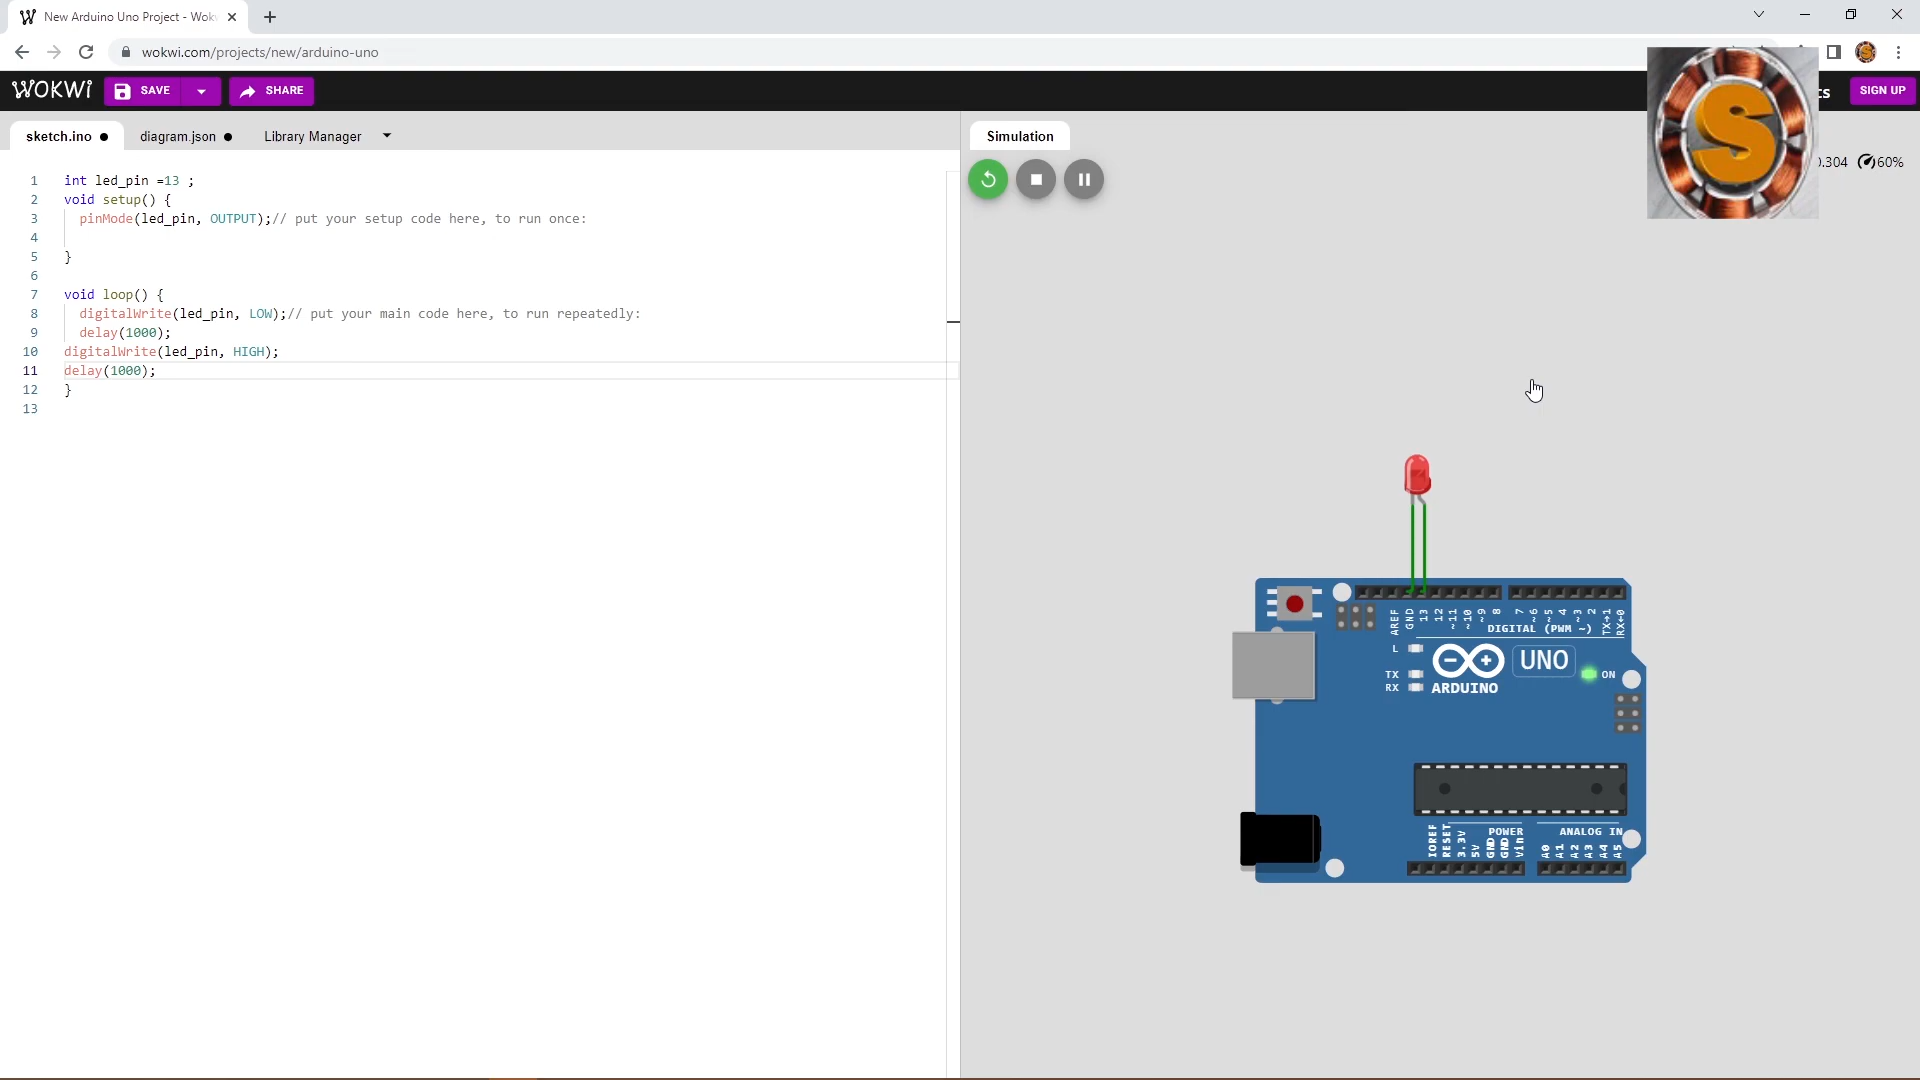 New Arduino Uno Project - Wokw
wokwi.com/projects/new/arduino-uno
WOKWi
SAVE
SHARE
SIGN UP
sketch.ino
diagram.json
Library Manager
Simulation
60%
S
1 int led_pin =13 ;
2 void setup() {
3 pinMode(led_pin, OUTPUT);// put your setup code here, to run once:
4
5 }
6
7 void loop() {
8 digitalWrite(led_pin, LOW);// put your main code here, to run repeatedly:
9 delay(1000);
10 digitalWrite(led_pin, HIGH);
11 delay(1000);
12 }
13
AREF
GND
13
12
~11
~10
~9
8
7
~6
~5
4
~3
2
TX→1
RX←0
DIGITAL (PWM ~)
L
TX
RX
UNO
ON
ARDUINO
IOREF
RESET
3.3V
5V
GND
GND
Vin
POWER
ANALOG IN
A0
A1
A2
A3
A4
A5